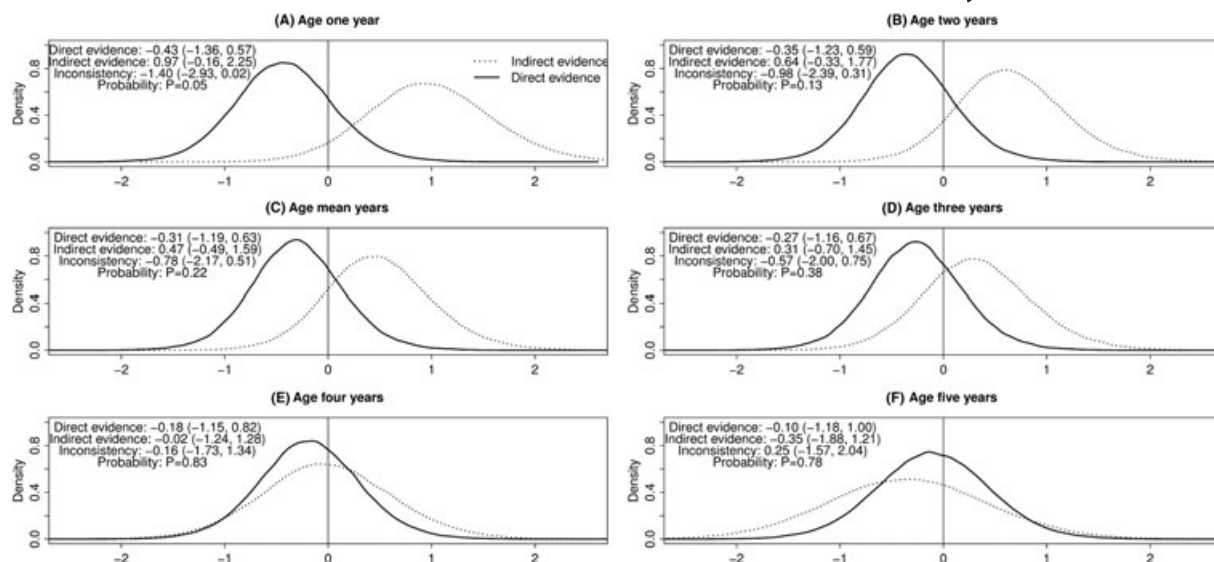 (A) Age one year
Direct evidence: −0.43 (−1.36, 0.57)
Indirect evidence: 0.97 (−0.16, 2.25)
Inconsistency: −1.40 (−2.93, 0.02)
Probability: P=0.05
Indirect evidence
Direct evidence
Density
0.0 0.4 0.8
−2 −1 0 1 2
(B) Age two years
Direct evidence: −0.35 (−1.23, 0.59)
Indirect evidence: 0.64 (−0.33, 1.77)
Inconsistency: −0.98 (−2.39, 0.31)
Probability: P=0.13
Density
0.0 0.4 0.8
−2 −1 0 1 2
(C) Age mean years
Direct evidence: −0.31 (−1.19, 0.63)
Indirect evidence: 0.47 (−0.49, 1.59)
Inconsistency: −0.78 (−2.17, 0.51)
Probability: P=0.22
Density
0.0 0.4 0.8
−2 −1 0 1 2
(D) Age three years
Direct evidence: −0.27 (−1.16, 0.67)
Indirect evidence: 0.31 (−0.70, 1.45)
Inconsistency: −0.57 (−2.00, 0.75)
Probability: P=0.38
Density
0.0 0.4 0.8
−2 −1 0 1 2
(E) Age four years
Direct evidence: −0.18 (−1.15, 0.82)
Indirect evidence: −0.02 (−1.24, 1.28)
Inconsistency: −0.16 (−1.73, 1.34)
Probability: P=0.83
Density
0.0 0.4 0.8
−2 −1 0 1 2
(F) Age five years
Direct evidence: −0.10 (−1.18, 1.00)
Indirect evidence: −0.35 (−1.88, 1.21)
Inconsistency: 0.25 (−1.57, 2.04)
Probability: P=0.78
Density
0.0 0.4 0.8
−2 −1 0 1 2